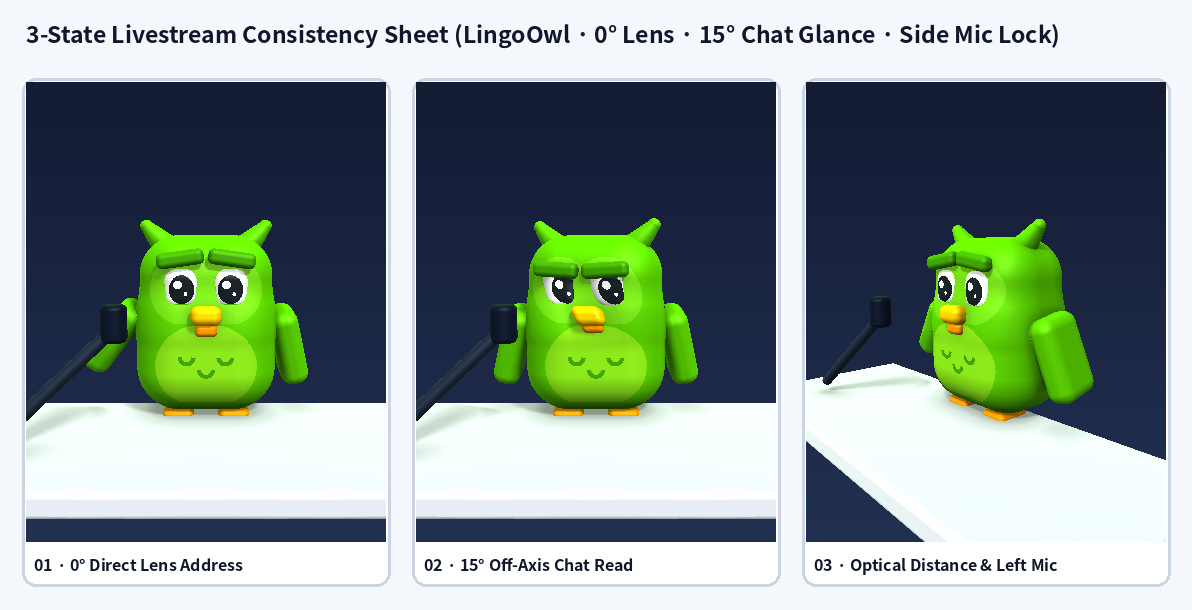 3-State Livestream Consistency Sheet (LingoOwl · 0° Lens · 15° Chat Glance · Side Mic Lock)
01 · 0° Direct Lens Address
02 · 15° Off-Axis Chat Read
03 · Optical Distance & Left Mic